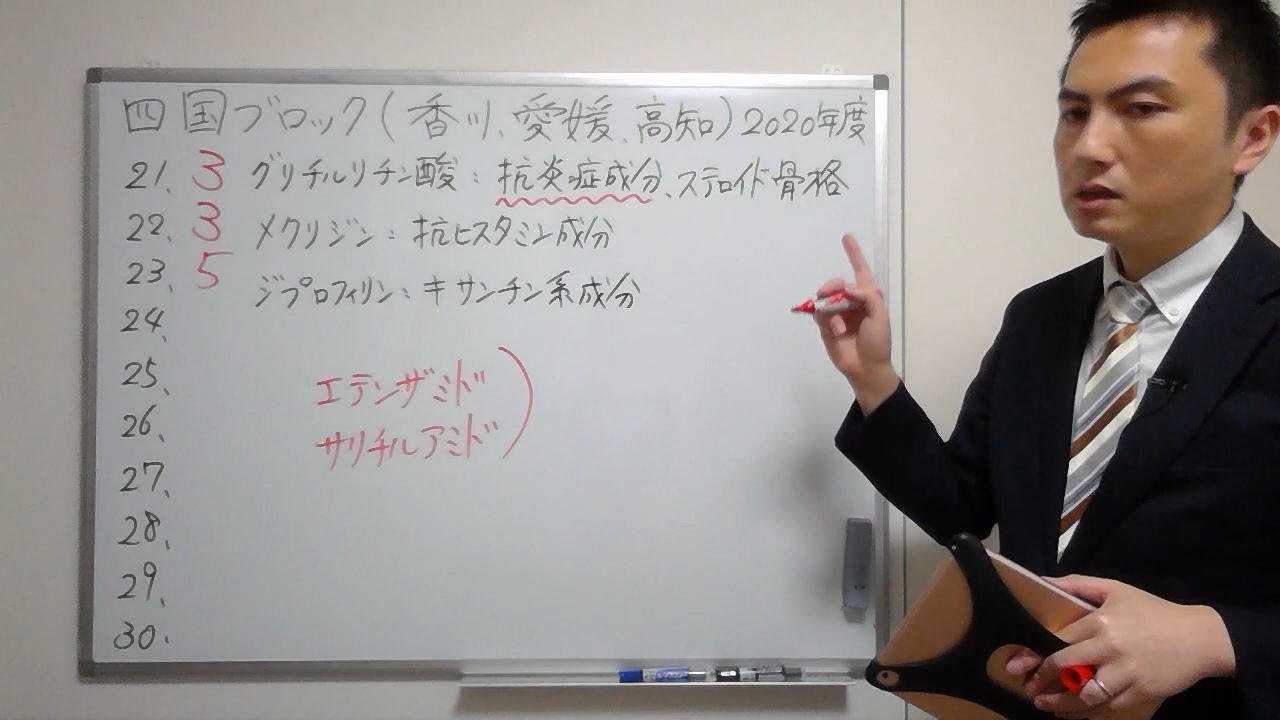 四国ブロック(香川、愛媛、高知)2020年度
21、3 グリチルリチン酸:抗炎症成分、ステロイド骨格
22、3 メクリジン:抗ヒスタミン成分
23、5 ジプロフィリン:キサンチン系成分
24、
25、
エテンザミド
26、
サリチルアミド
27、
28、
29、
30.